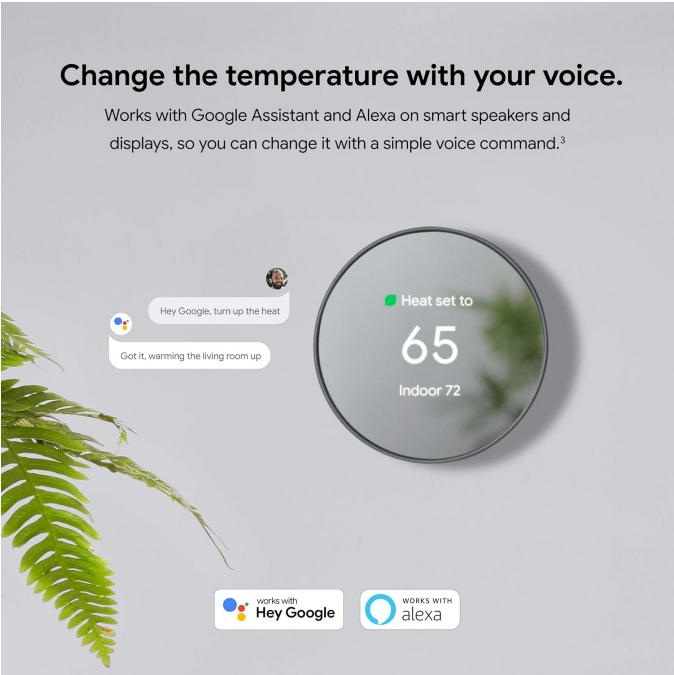 Change the temperature with your voice.
Works with Google Assistant and Alexa on smart speakers and
displays, so you can change it with a simple voice command.³
Hey Google, turn up the heat
Got it, warming the living room up
Heat set to
65
Indoor 72
works with
Hey Google
WORKS WITH
alexa